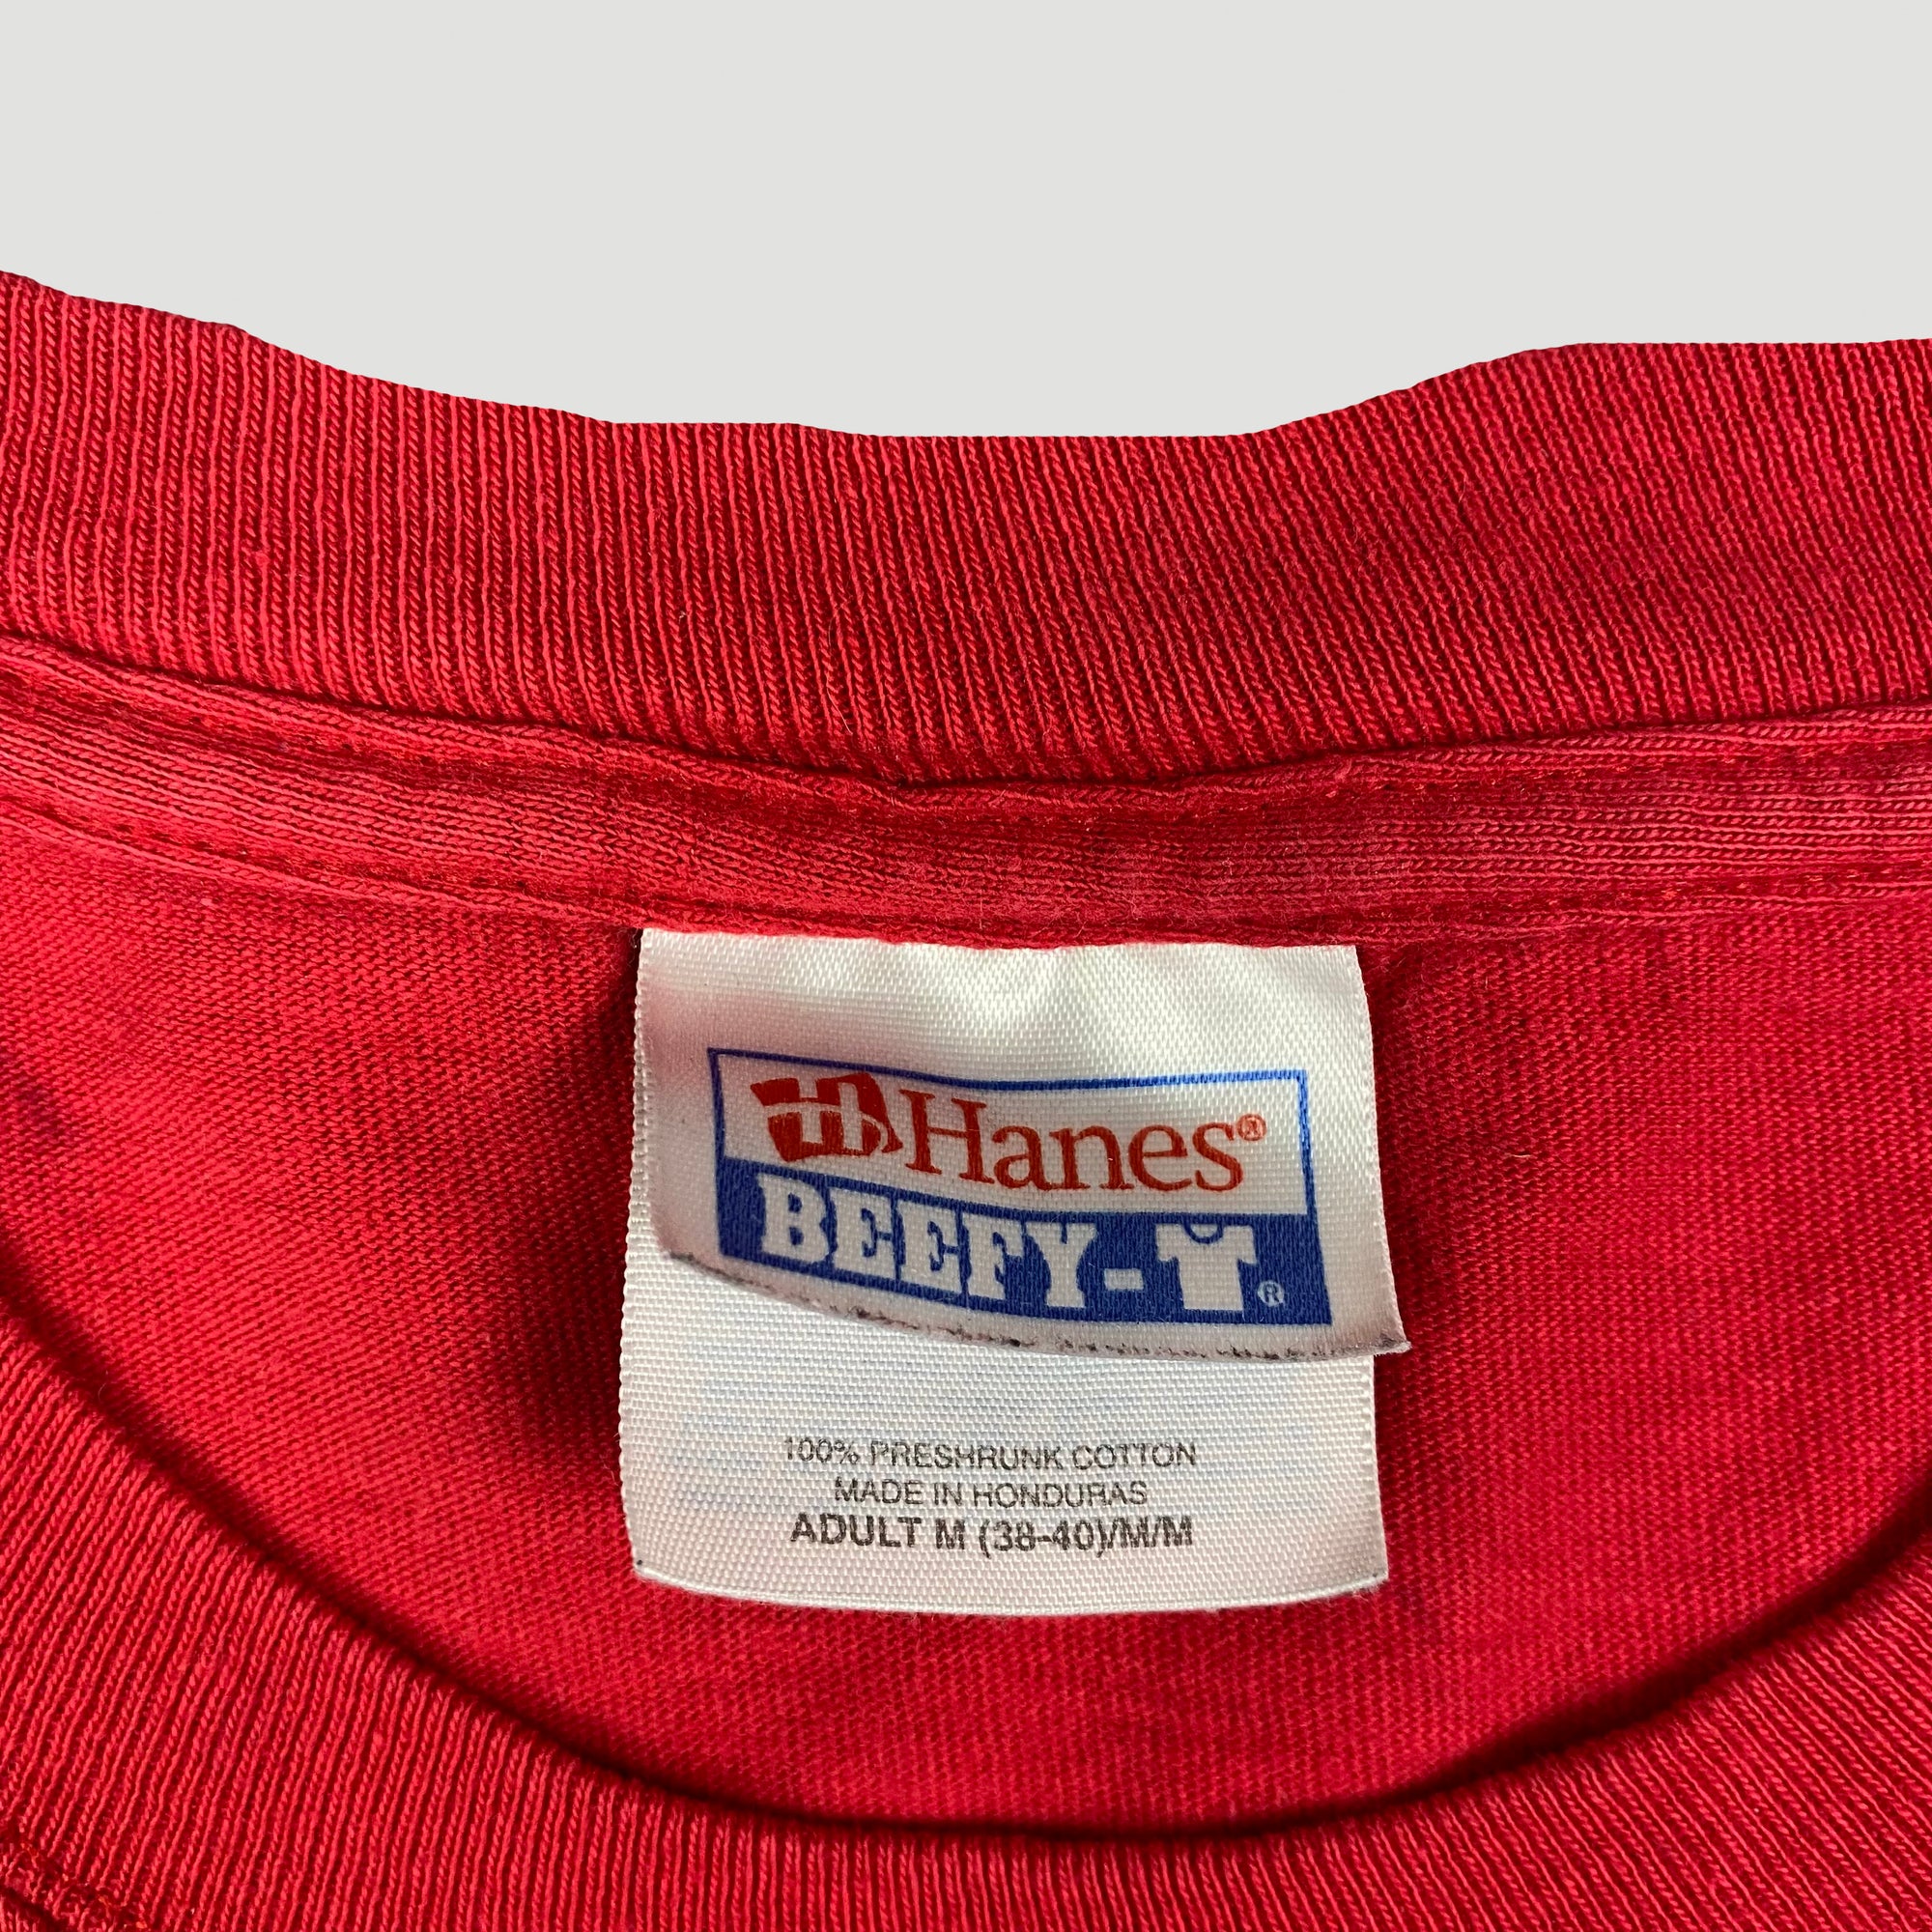 H Hanes®
BEEFY-T®
100% PRESHRUNK COTTON
MADE IN HONDURAS
ADULT M (38-40)/M/M